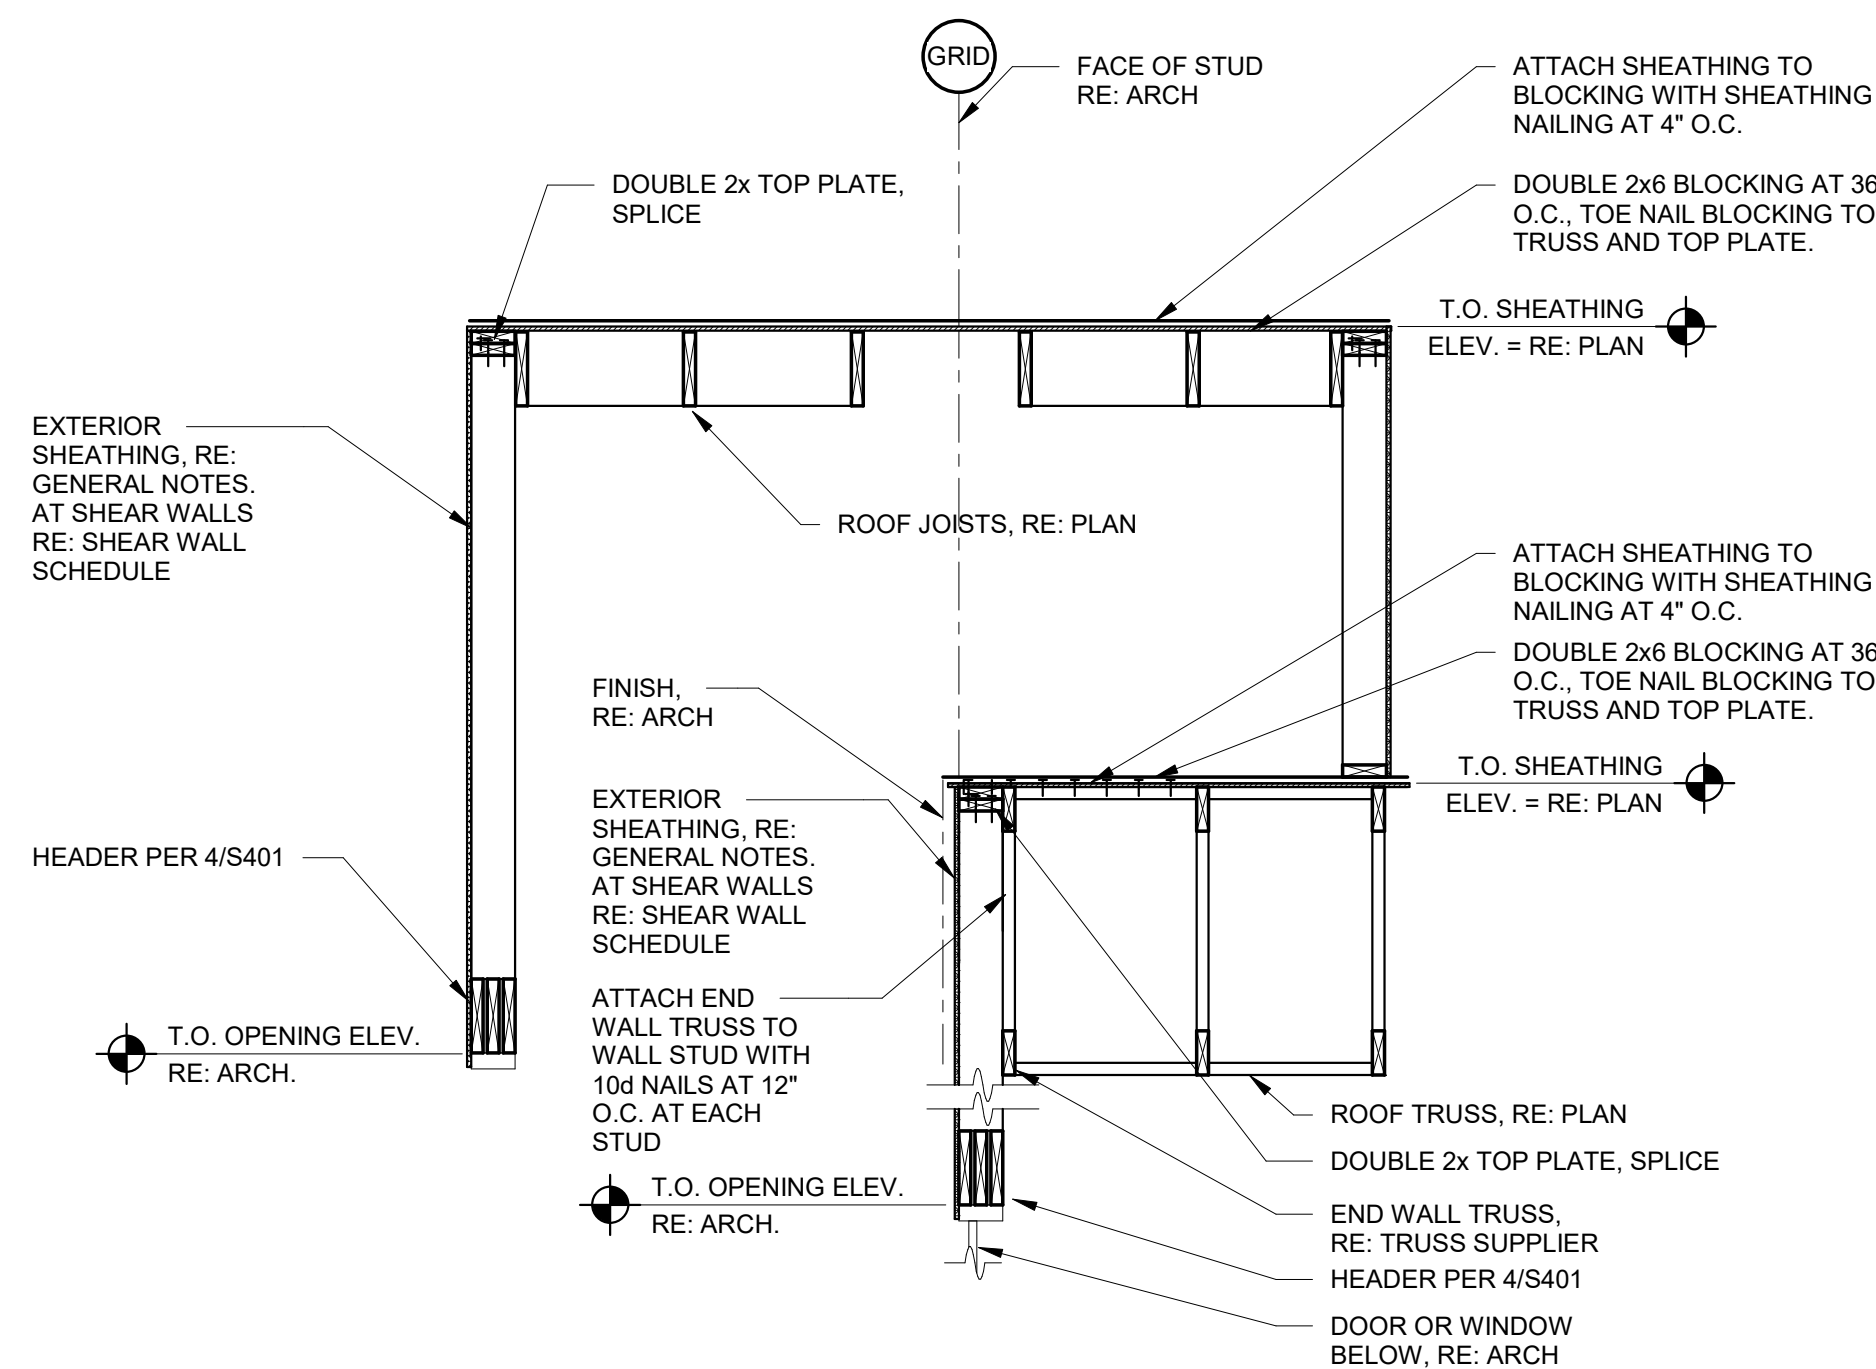 GRID
FACE OF STUD
RE: ARCH
ATTACH SHEATHING TO
BLOCKING WITH SHEATHING
NAILING AT 4" O.C.
DOUBLE 2x TOP PLATE,
SPLICE
DOUBLE 2x6 BLOCKING AT 36
O.C., TOE NAIL BLOCKING TO
TRUSS AND TOP PLATE.
T.O. SHEATHING
ELEV. = RE: PLAN
EXTERIOR
SHEATHING, RE:
GENERAL NOTES.
AT SHEAR WALLS
RE: SHEAR WALL
SCHEDULE
ROOF JOISTS, RE: PLAN
ATTACH SHEATHING TO
BLOCKING WITH SHEATHING
NAILING AT 4" O.C.
DOUBLE 2x6 BLOCKING AT 36
O.C., TOE NAIL BLOCKING TO
TRUSS AND TOP PLATE.
FINISH,
RE: ARCH
T.O. SHEATHING
ELEV. = RE: PLAN
EXTERIOR
SHEATHING, RE:
GENERAL NOTES.
AT SHEAR WALLS
RE: SHEAR WALL
SCHEDULE
HEADER PER 4/S401
T.O. OPENING ELEV.
RE: ARCH.
ATTACH END
WALL TRUSS TO
WALL STUD WITH
10d NAILS AT 12"
O.C. AT EACH
STUD
T.O. OPENING ELEV.
RE: ARCH.
ROOF TRUSS, RE: PLAN
DOUBLE 2x TOP PLATE, SPLICE
END WALL TRUSS,
RE: TRUSS SUPPLIER
HEADER PER 4/S401
DOOR OR WINDOW
BELOW, RE: ARCH